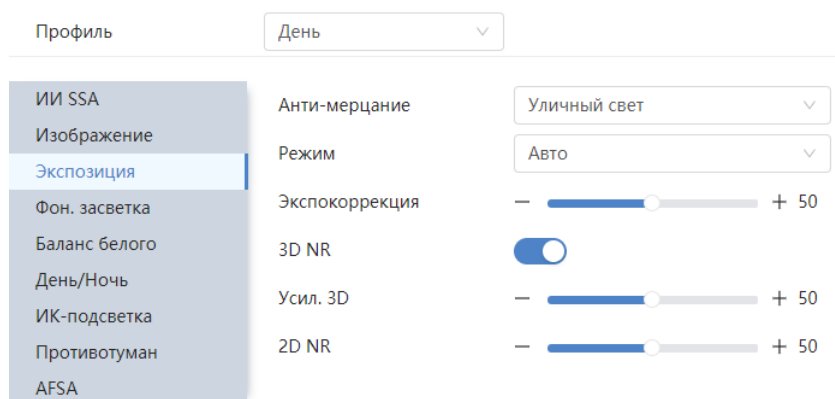 Профиль
День
ИИ SSA
Изображение
Экспозиция
Фон. засветка
Баланс белого
День/Ночь
ИК-подсветка
Противотуман
AFSA
Анти-мерцание
Уличный свет
Режим
Авто
Экспокоррекция
− + 50
3D NR
Усил. 3D
− + 50
2D NR
− + 50